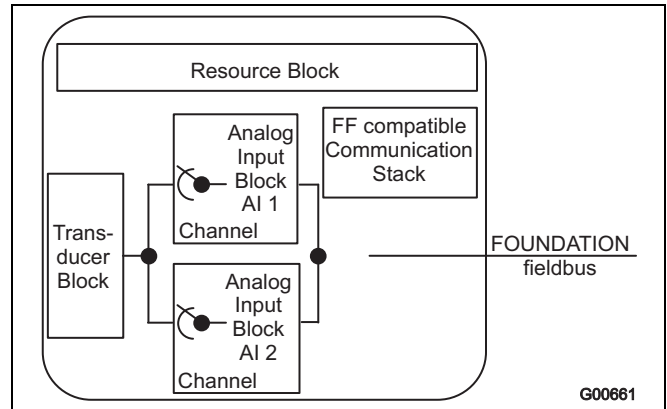 Resource Block
Analog
Input
Block
AI 1
Channel
FF compatible
Communication
Stack
Trans-
ducer
Block
Analog
Input
Block
AI 2
Channel
FOUNDATION
fieldbus
G00661